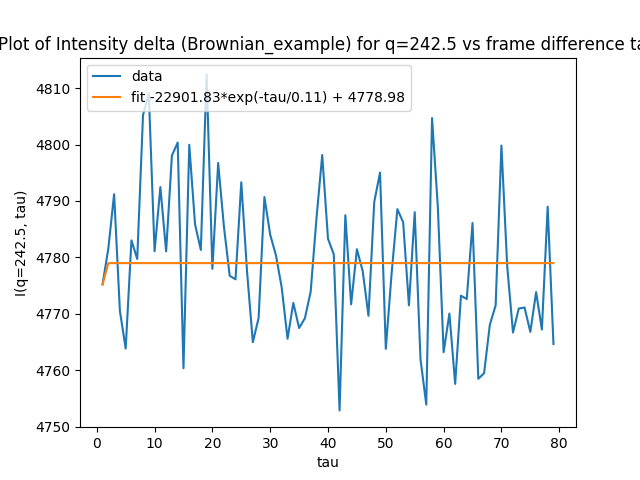 Plot of Intensity delta (Brownian_example) for q=242.5 vs frame difference ta
data
fit -22901.83*exp(-tau/0.11) + 4778.98
I(q=242.5, tau)
4810
4800
4790
4780
4770
4760
4750
0 10 20 30 40 50 60 70 80
tau